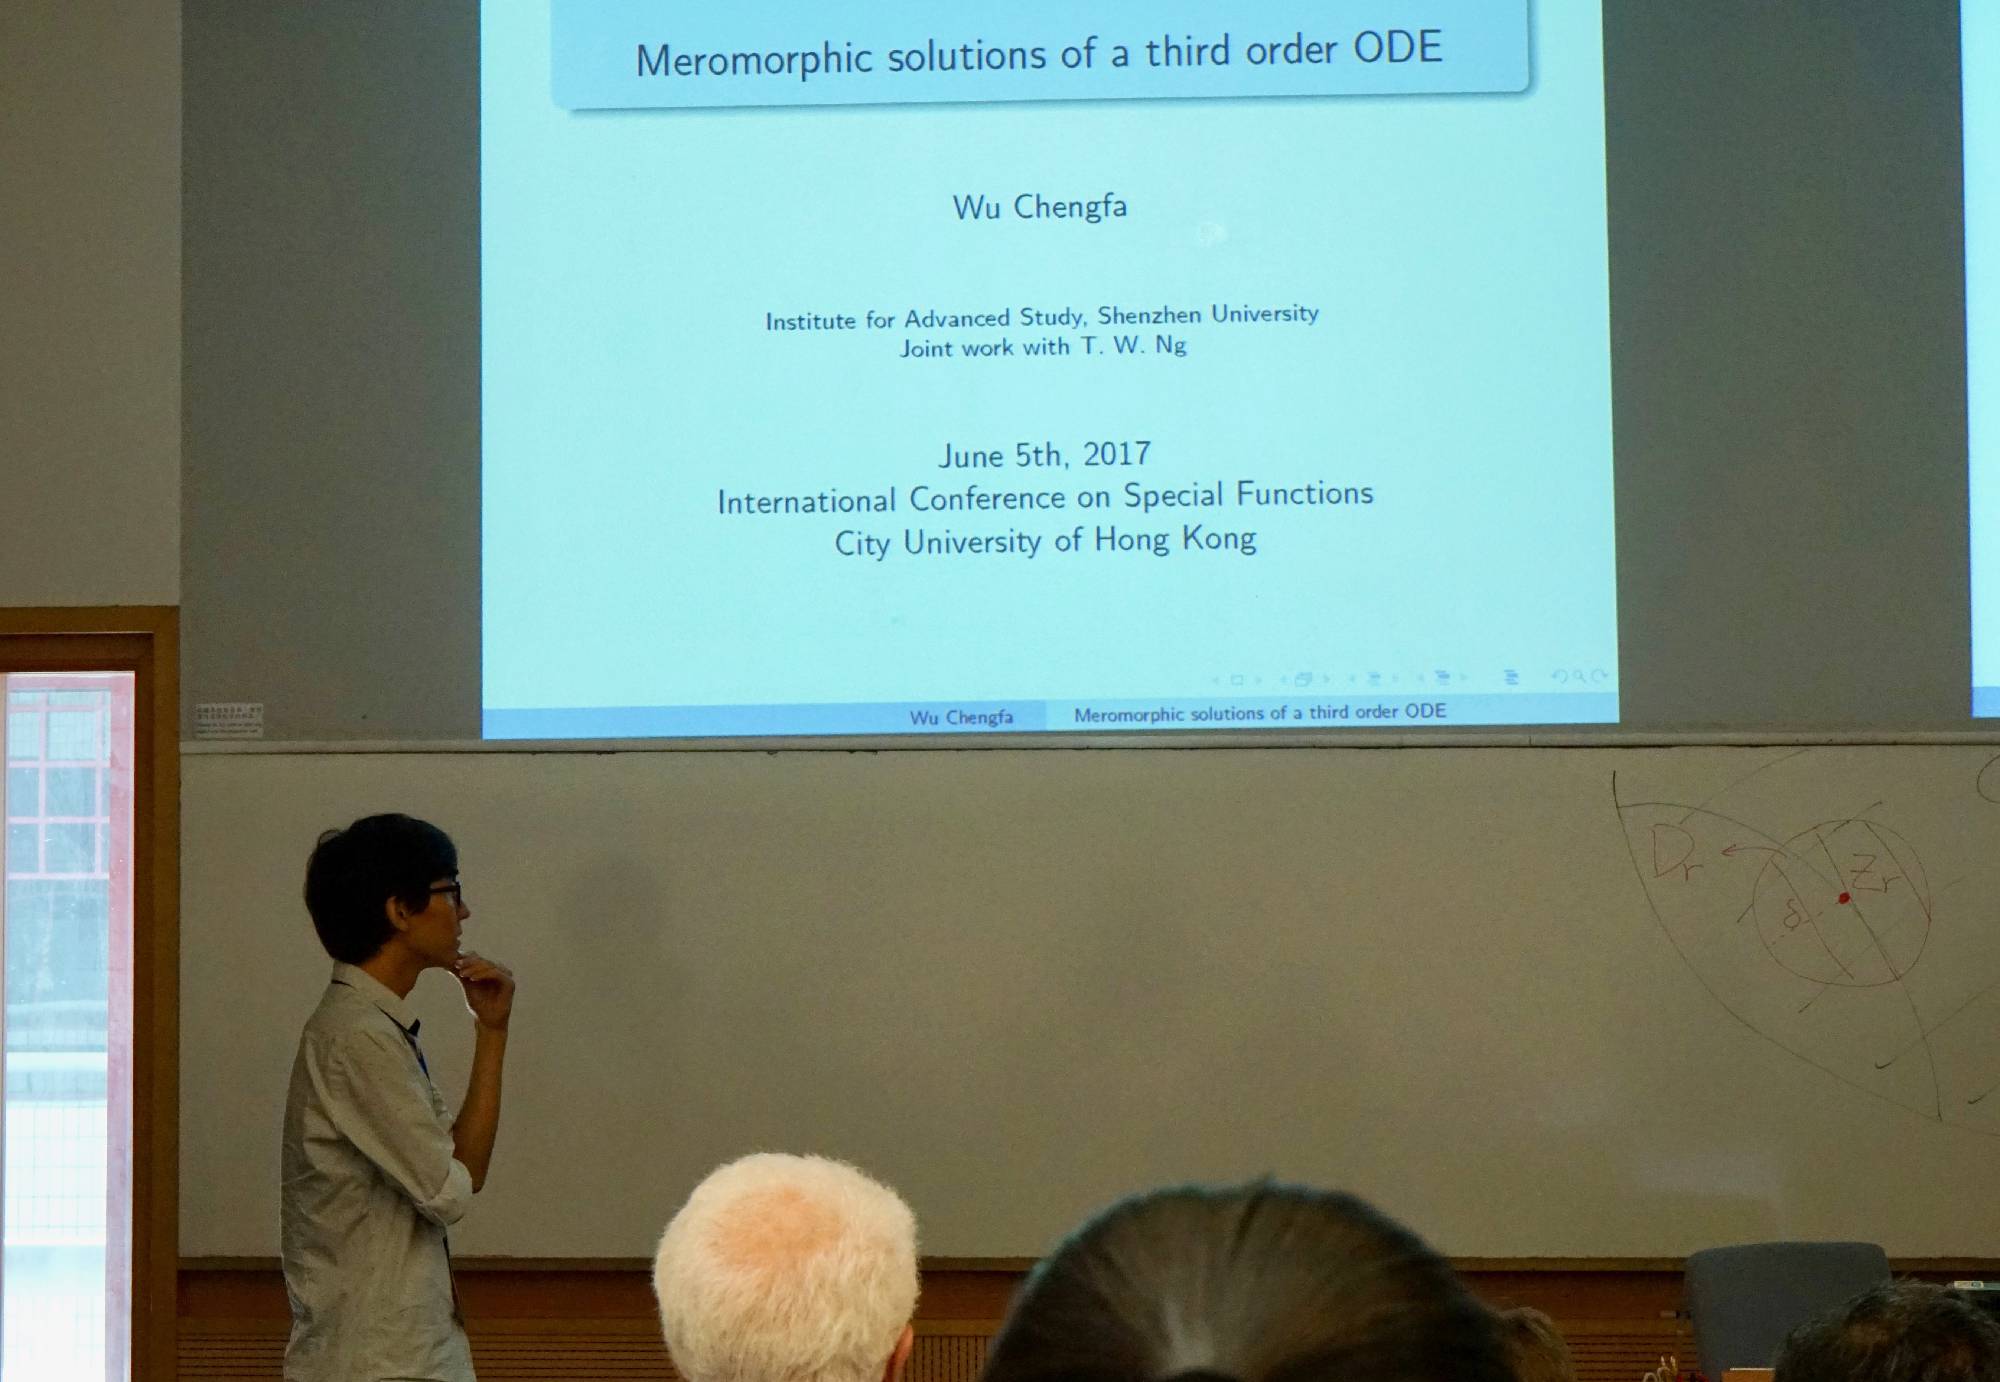 Meromorphic solutions of a third order ODE
Wu Chengfa
Institute for Advanced Study, Shenzhen University
Joint work with T. W. Ng
June 5th, 2017
International Conference on Special Functions
City University of Hong Kong
Wu Chengfa
Meromorphic solutions of a third order ODE
Dr
Zr
δ